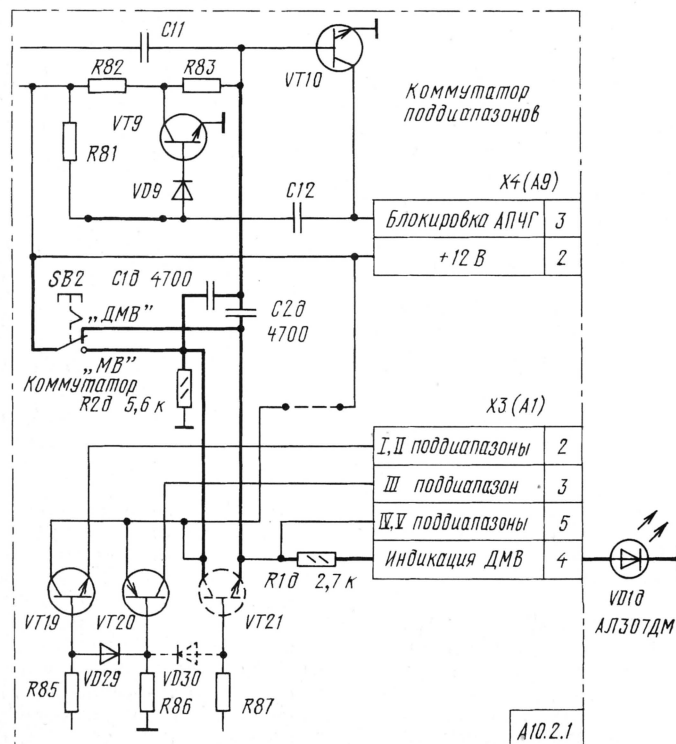 C11
R82
R83
VT10
Коммутатор
поддиапазонов
VT9
R81
VD9
C12
X4(A9)
Блокировка АПЧГ 3
+12 В 2
SB2
C1д 4700
„ДМВ”
C2д
4700
„МВ”
Коммутатор
R2д 5,6 к
X3(A1)
I,II поддиапазоны 2
III поддиапазон 3
IV,V поддиапазоны 5
Индикация ДМВ 4
R1д 2,7 к
VD1д
АЛ307ДМ
VT19
VT20
VT21
VD29
VD30
R85
R86
R87
A10.2.1